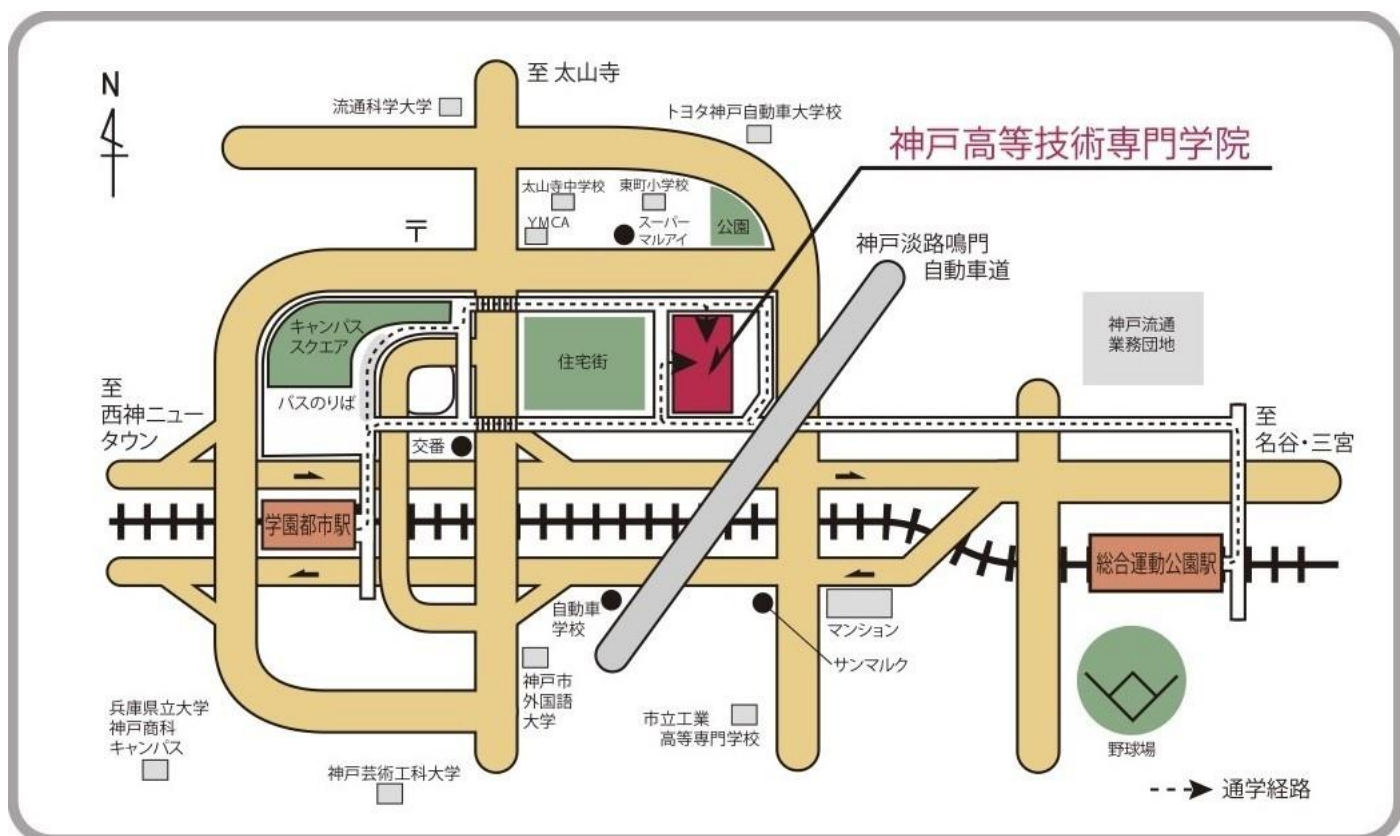 N
至 太山寺
流通科学大学
トヨタ神戸自動車大学校
神戸高等技術専門学院
太山寺中学校
東町小学校
YMCA
スーパー
マルアイ
公園
〒
神戸淡路鳴門
自動車道
キャンパス
スクエア
住宅街
神戸流通
業務団地
バスのりば
至
西神ニュー
タウン
交番
至
名谷・三宮
学園都市駅
総合運動公園駅
自動車
学校
マンション
サンマルク
神戸市
外国語
大学
市立工業
高等専門学校
兵庫県立大学
神戸商科
キャンパス
神戸芸術工科大学
野球場
通学経路